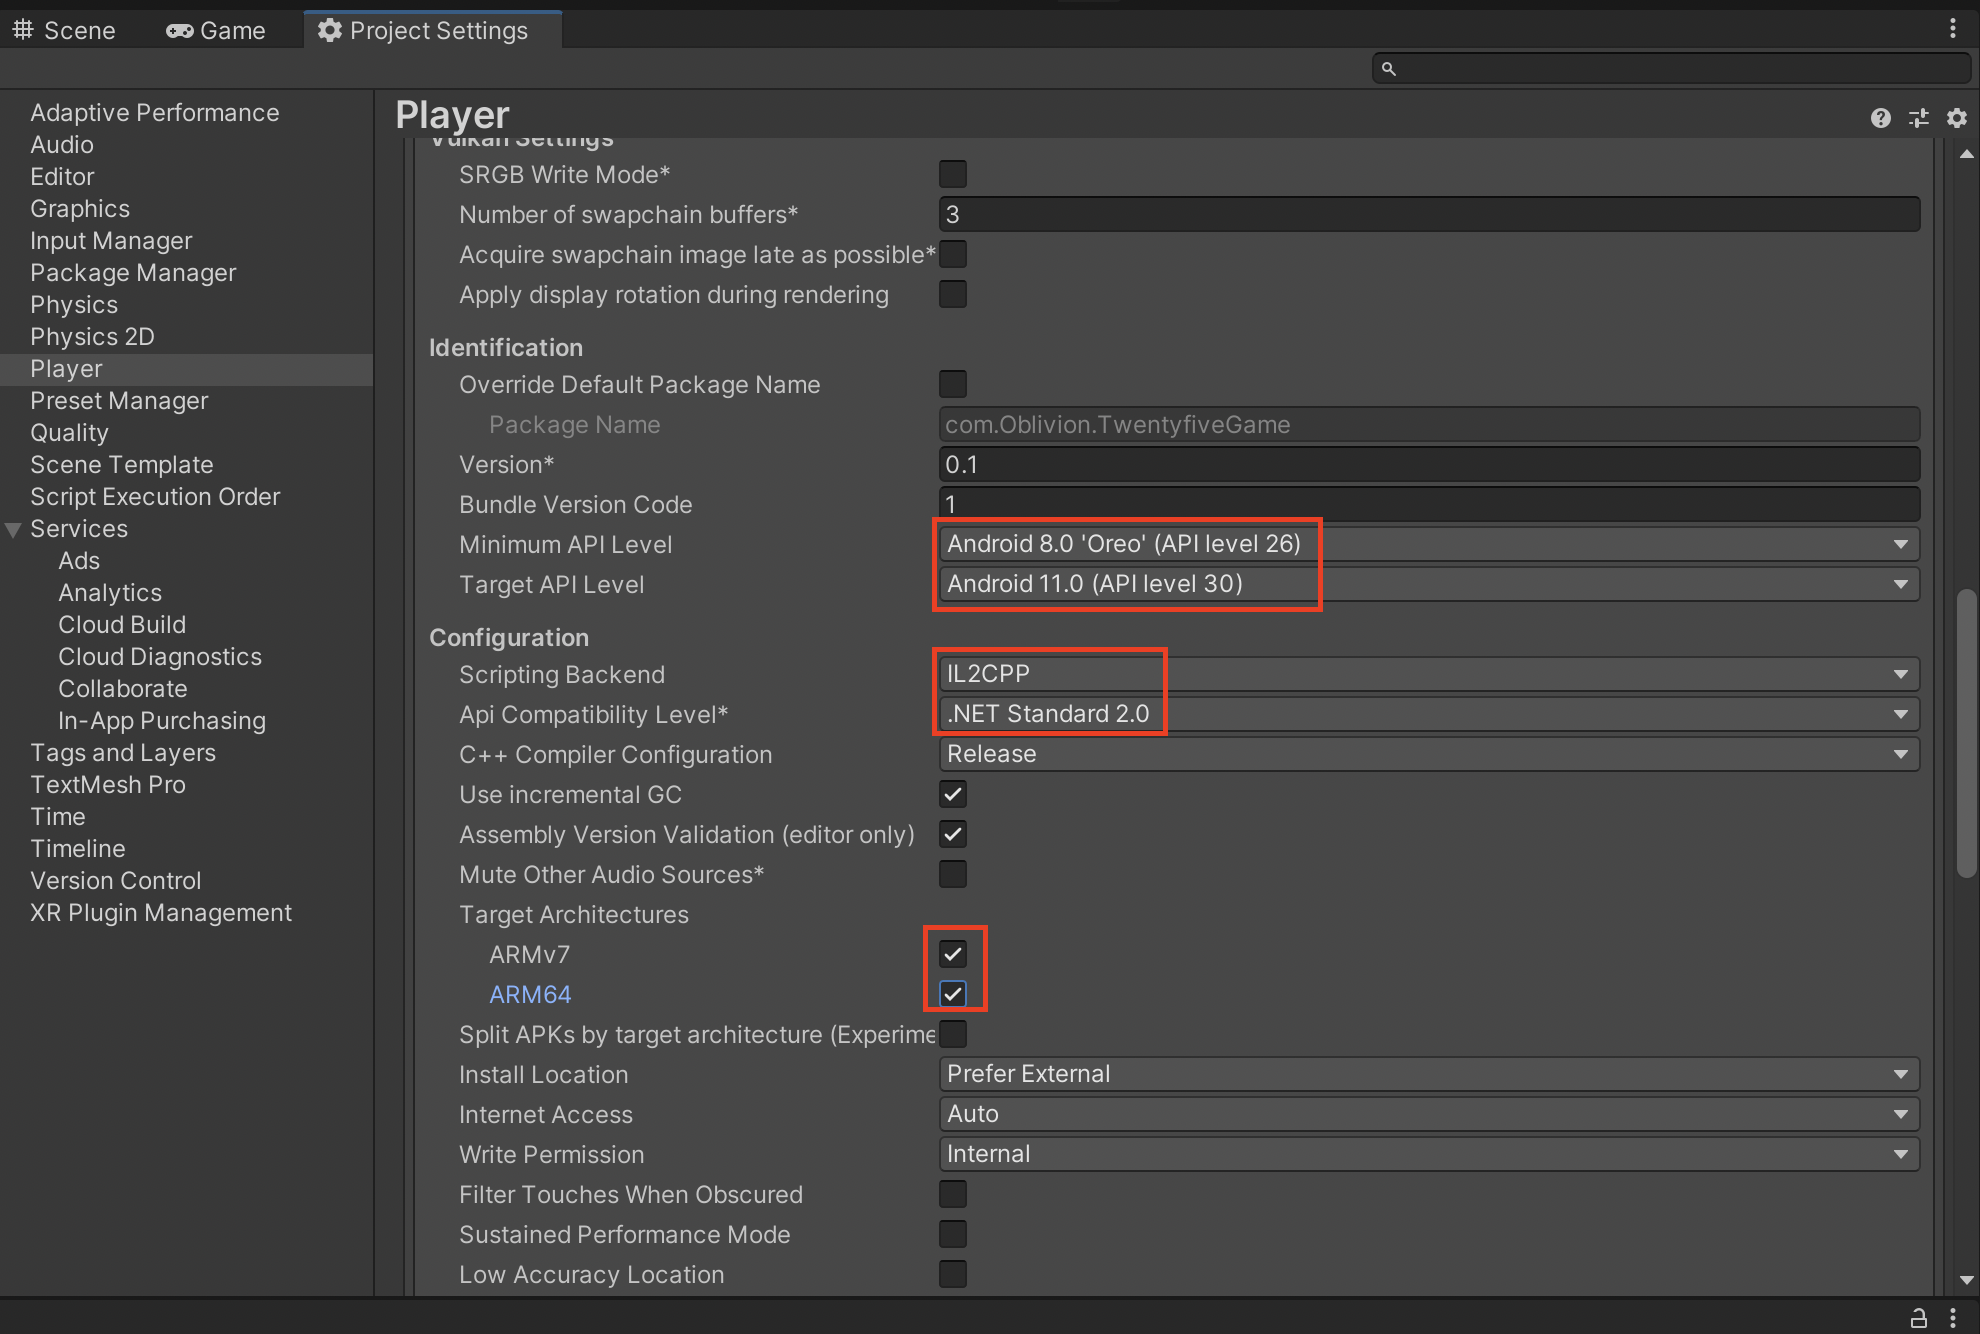 Scene
Game
Project Settings
Adaptive Performance
Audio
Editor
Graphics
Input Manager
Package Manager
Physics
Physics 2D
Player
Preset Manager
Quality
Scene Template
Script Execution Order
Services
Ads
Analytics
Cloud Build
Cloud Diagnostics
Collaborate
In-App Purchasing
Tags and Layers
TextMesh Pro
Time
Timeline
Version Control
XR Plugin Management
Player
Vulkan Settings
SRGB Write Mode*
Number of swapchain buffers* 3
Acquire swapchain image late as possible*
Apply display rotation during rendering
Identification
Override Default Package Name
Package Name com.Oblivion.TwentyfiveGame
Version* 0.1
Bundle Version Code 1
Minimum API Level Android 8.0 'Oreo' (API level 26)
Target API Level Android 11.0 (API level 30)
Configuration
Scripting Backend IL2CPP
Api Compatibility Level* .NET Standard 2.0
C++ Compiler Configuration Release
Use incremental GC
Assembly Version Validation (editor only)
Mute Other Audio Sources*
Target Architectures
ARMv7
ARM64
Split APKs by target architecture (Experime
Install Location Prefer External
Internet Access Auto
Write Permission Internal
Filter Touches When Obscured
Sustained Performance Mode
Low Accuracy Location